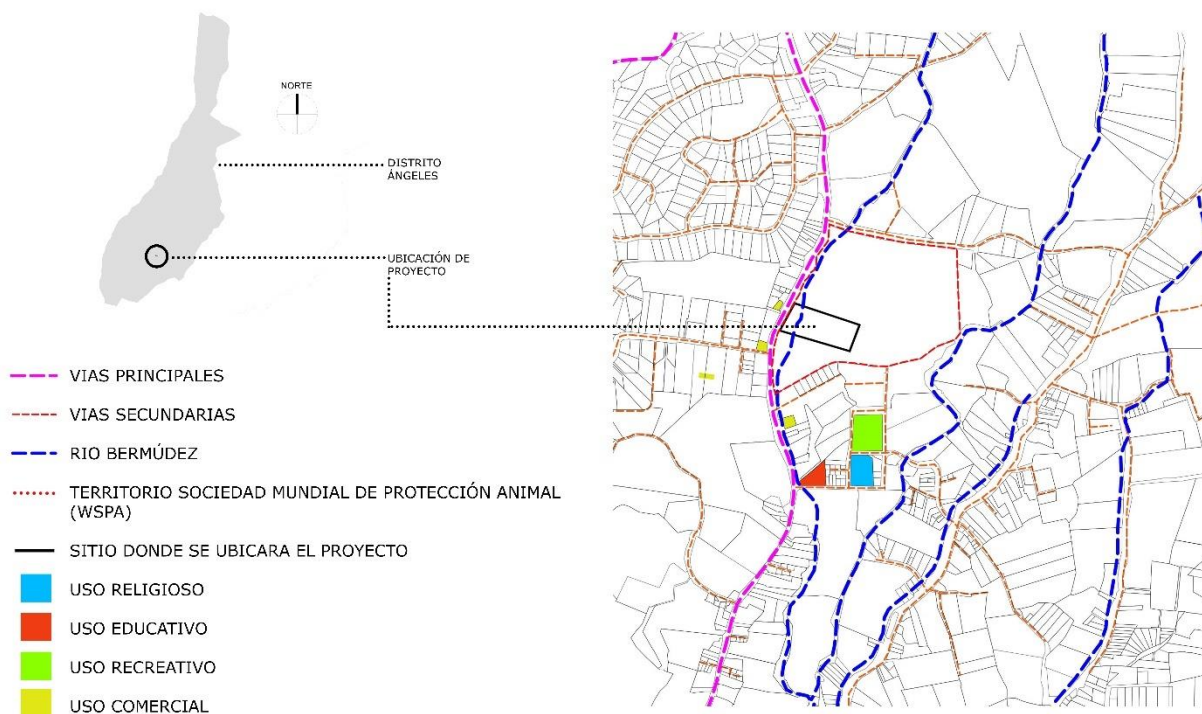 NORTE
DISTRITO
ÁNGELES
UBICACIÓN DE
PROYECTO
VIAS PRINCIPALES
VIAS SECUNDARIAS
RIO BERMÚDEZ
TERRITORIO SOCIEDAD MUNDIAL DE PROTECCIÓN ANIMAL
(WSPA)
SITIO DONDE SE UBICARA EL PROYECTO
USO RELIGIOSO
USO EDUCATIVO
USO RECREATIVO
USO COMERCIAL